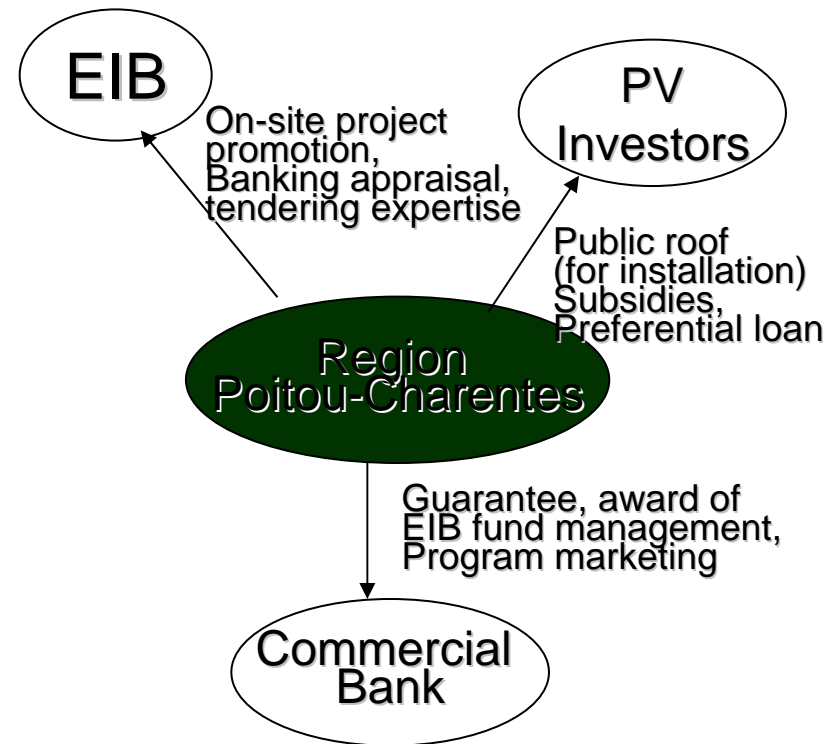 EIB
On-site project
promotion,
Banking appraisal,
tendering expertise
PV
Investors
Public roof
(for installation)
Subsidies,
Preferential loan
Region
Poitou-Charentes
Guarantee, award of
EIB fund management,
Program marketing
Commercial
Bank